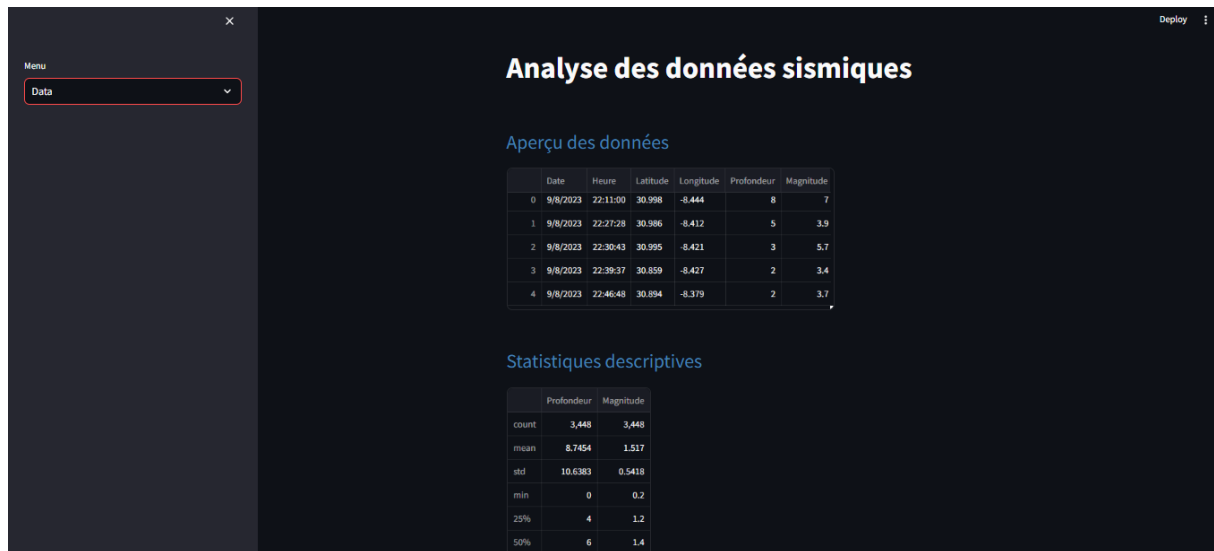 Deploy
Menu
Data
Analyse des données sismiques
Aperçu des données
Date Heure Latitude Longitude Profondeur Magnitude
0 9/8/2023 22:11:00 30.998 -8.444 8 7
1 9/8/2023 22:27:28 30.986 -8.412 5 3.9
2 9/8/2023 22:30:43 30.995 -8.421 3 5.7
3 9/8/2023 22:39:37 30.859 -8.427 2 3.4
4 9/8/2023 22:46:48 30.894 -8.379 2 3.7
Statistiques descriptives
Profondeur Magnitude
count 3,448 3,448
mean 8.7454 1.517
std 10.6383 0.5418
min 0 0.2
25% 4 1.2
50% 6 1.4